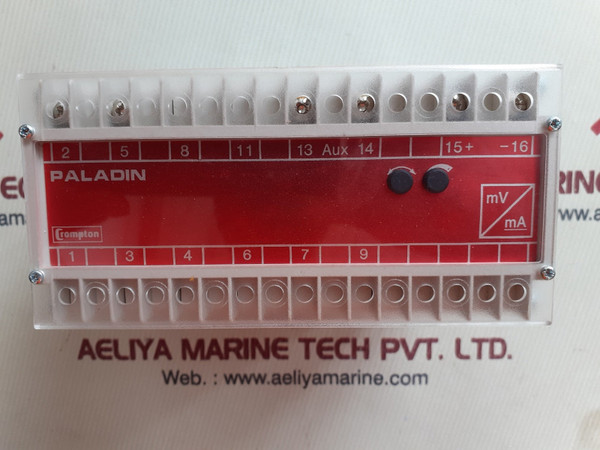 2 5 8 11 13 Aux 14 15+ -16
PALADIN
mV
mA
Crompton
1 3 4 6 7 9
AELIYA MARINE TECH PVT. LTD.
Web. : www.aeliyamarine.com